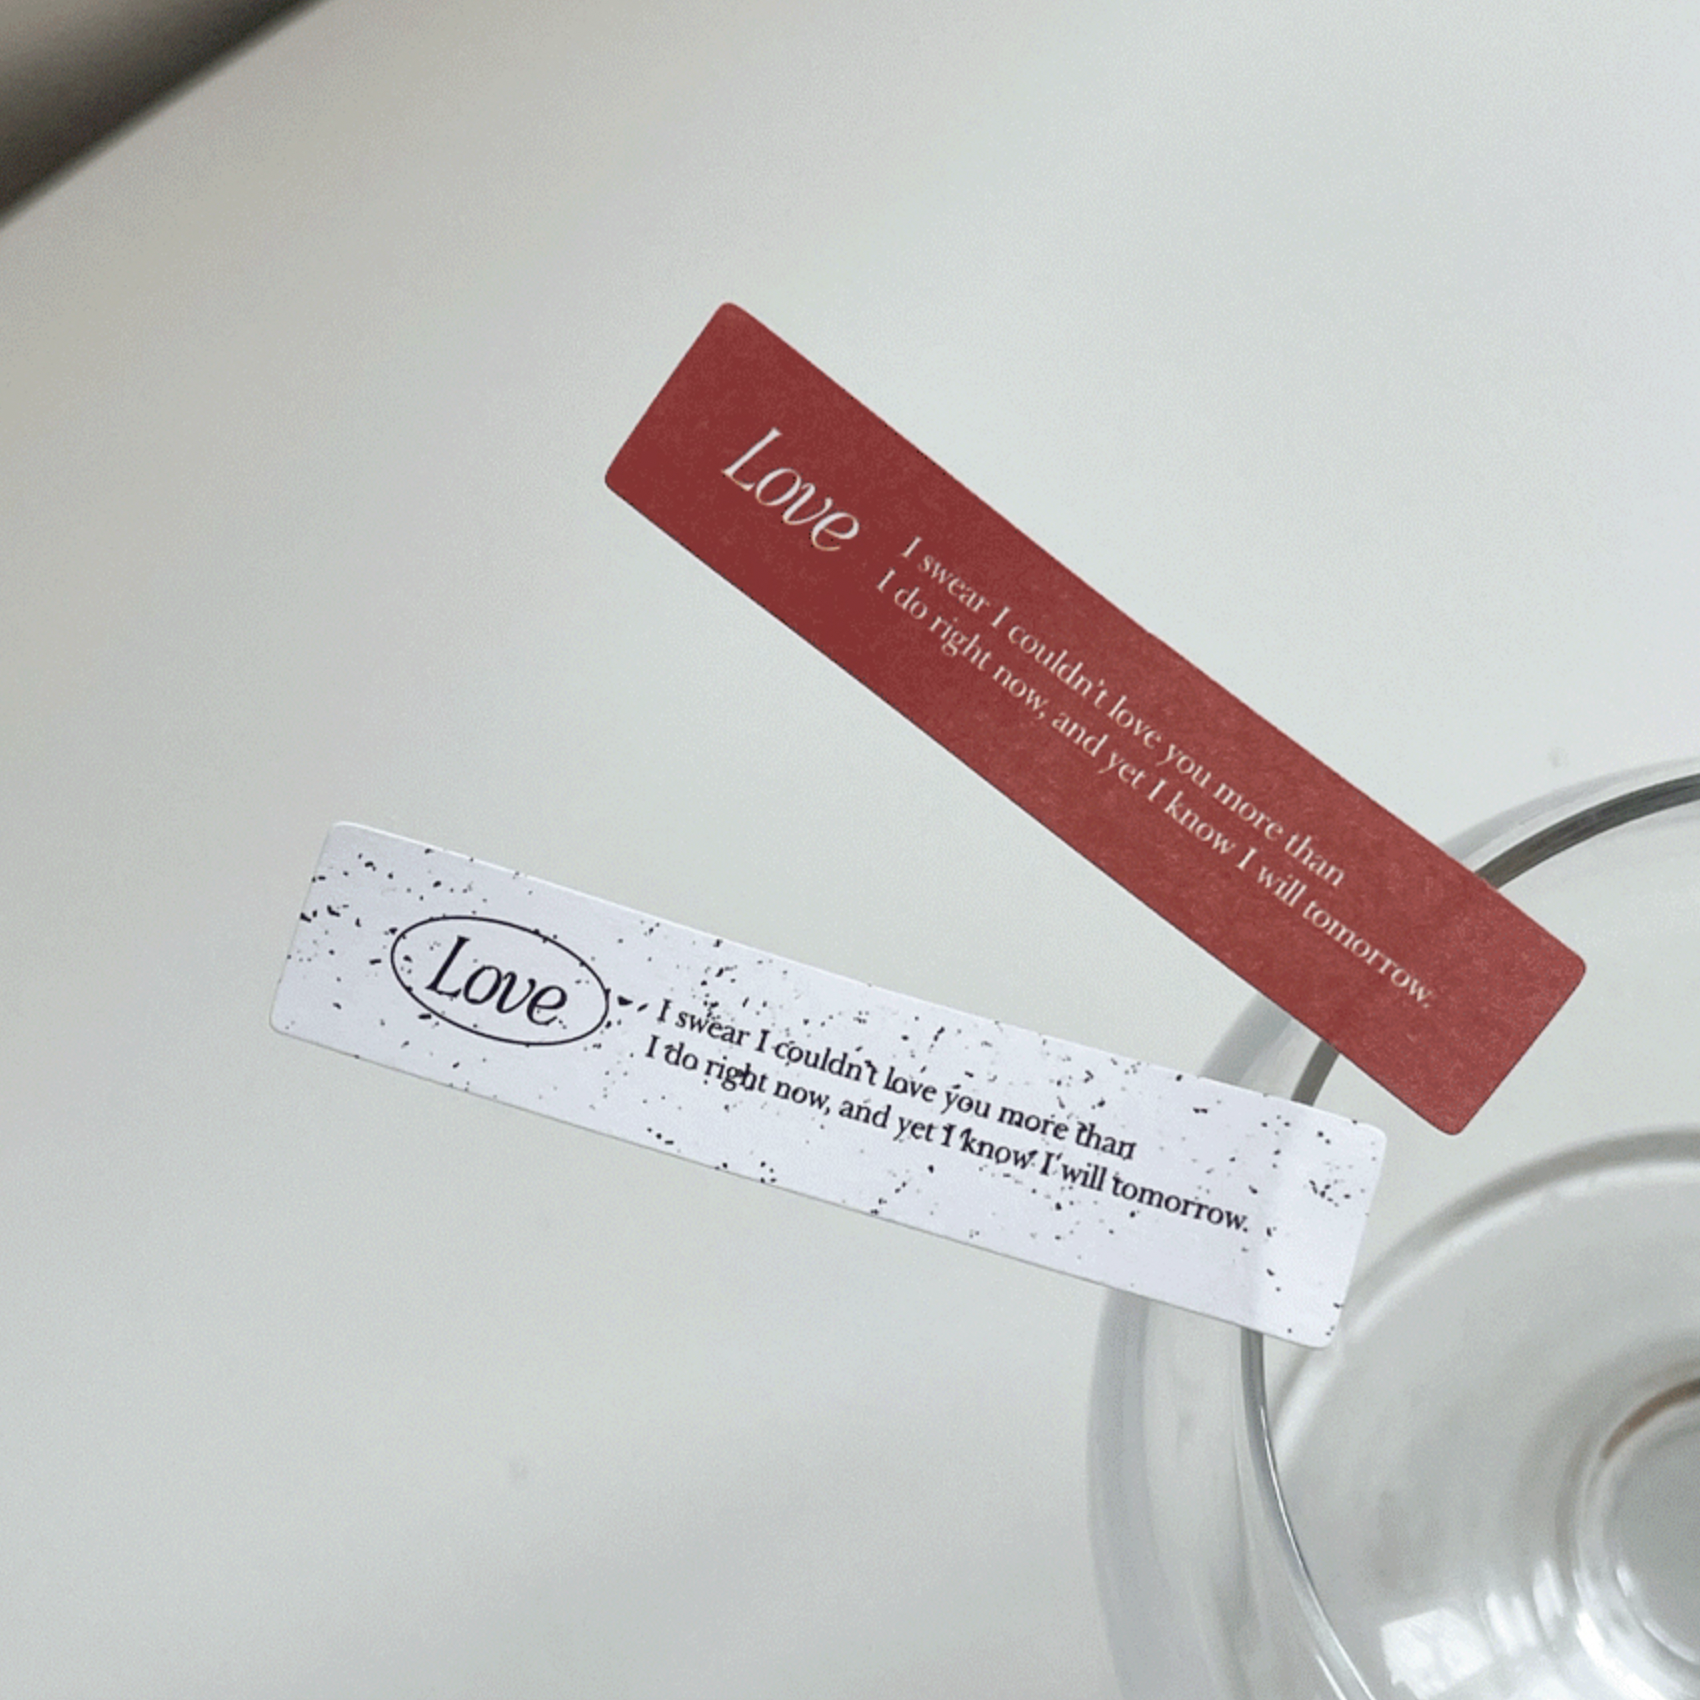 Love
I swear I couldn't love you more than
I do right now, and yet I know I will tomorrow.
Love
I swear I couldn't love you more than
I do right now, and yet I know I will tomorrow.